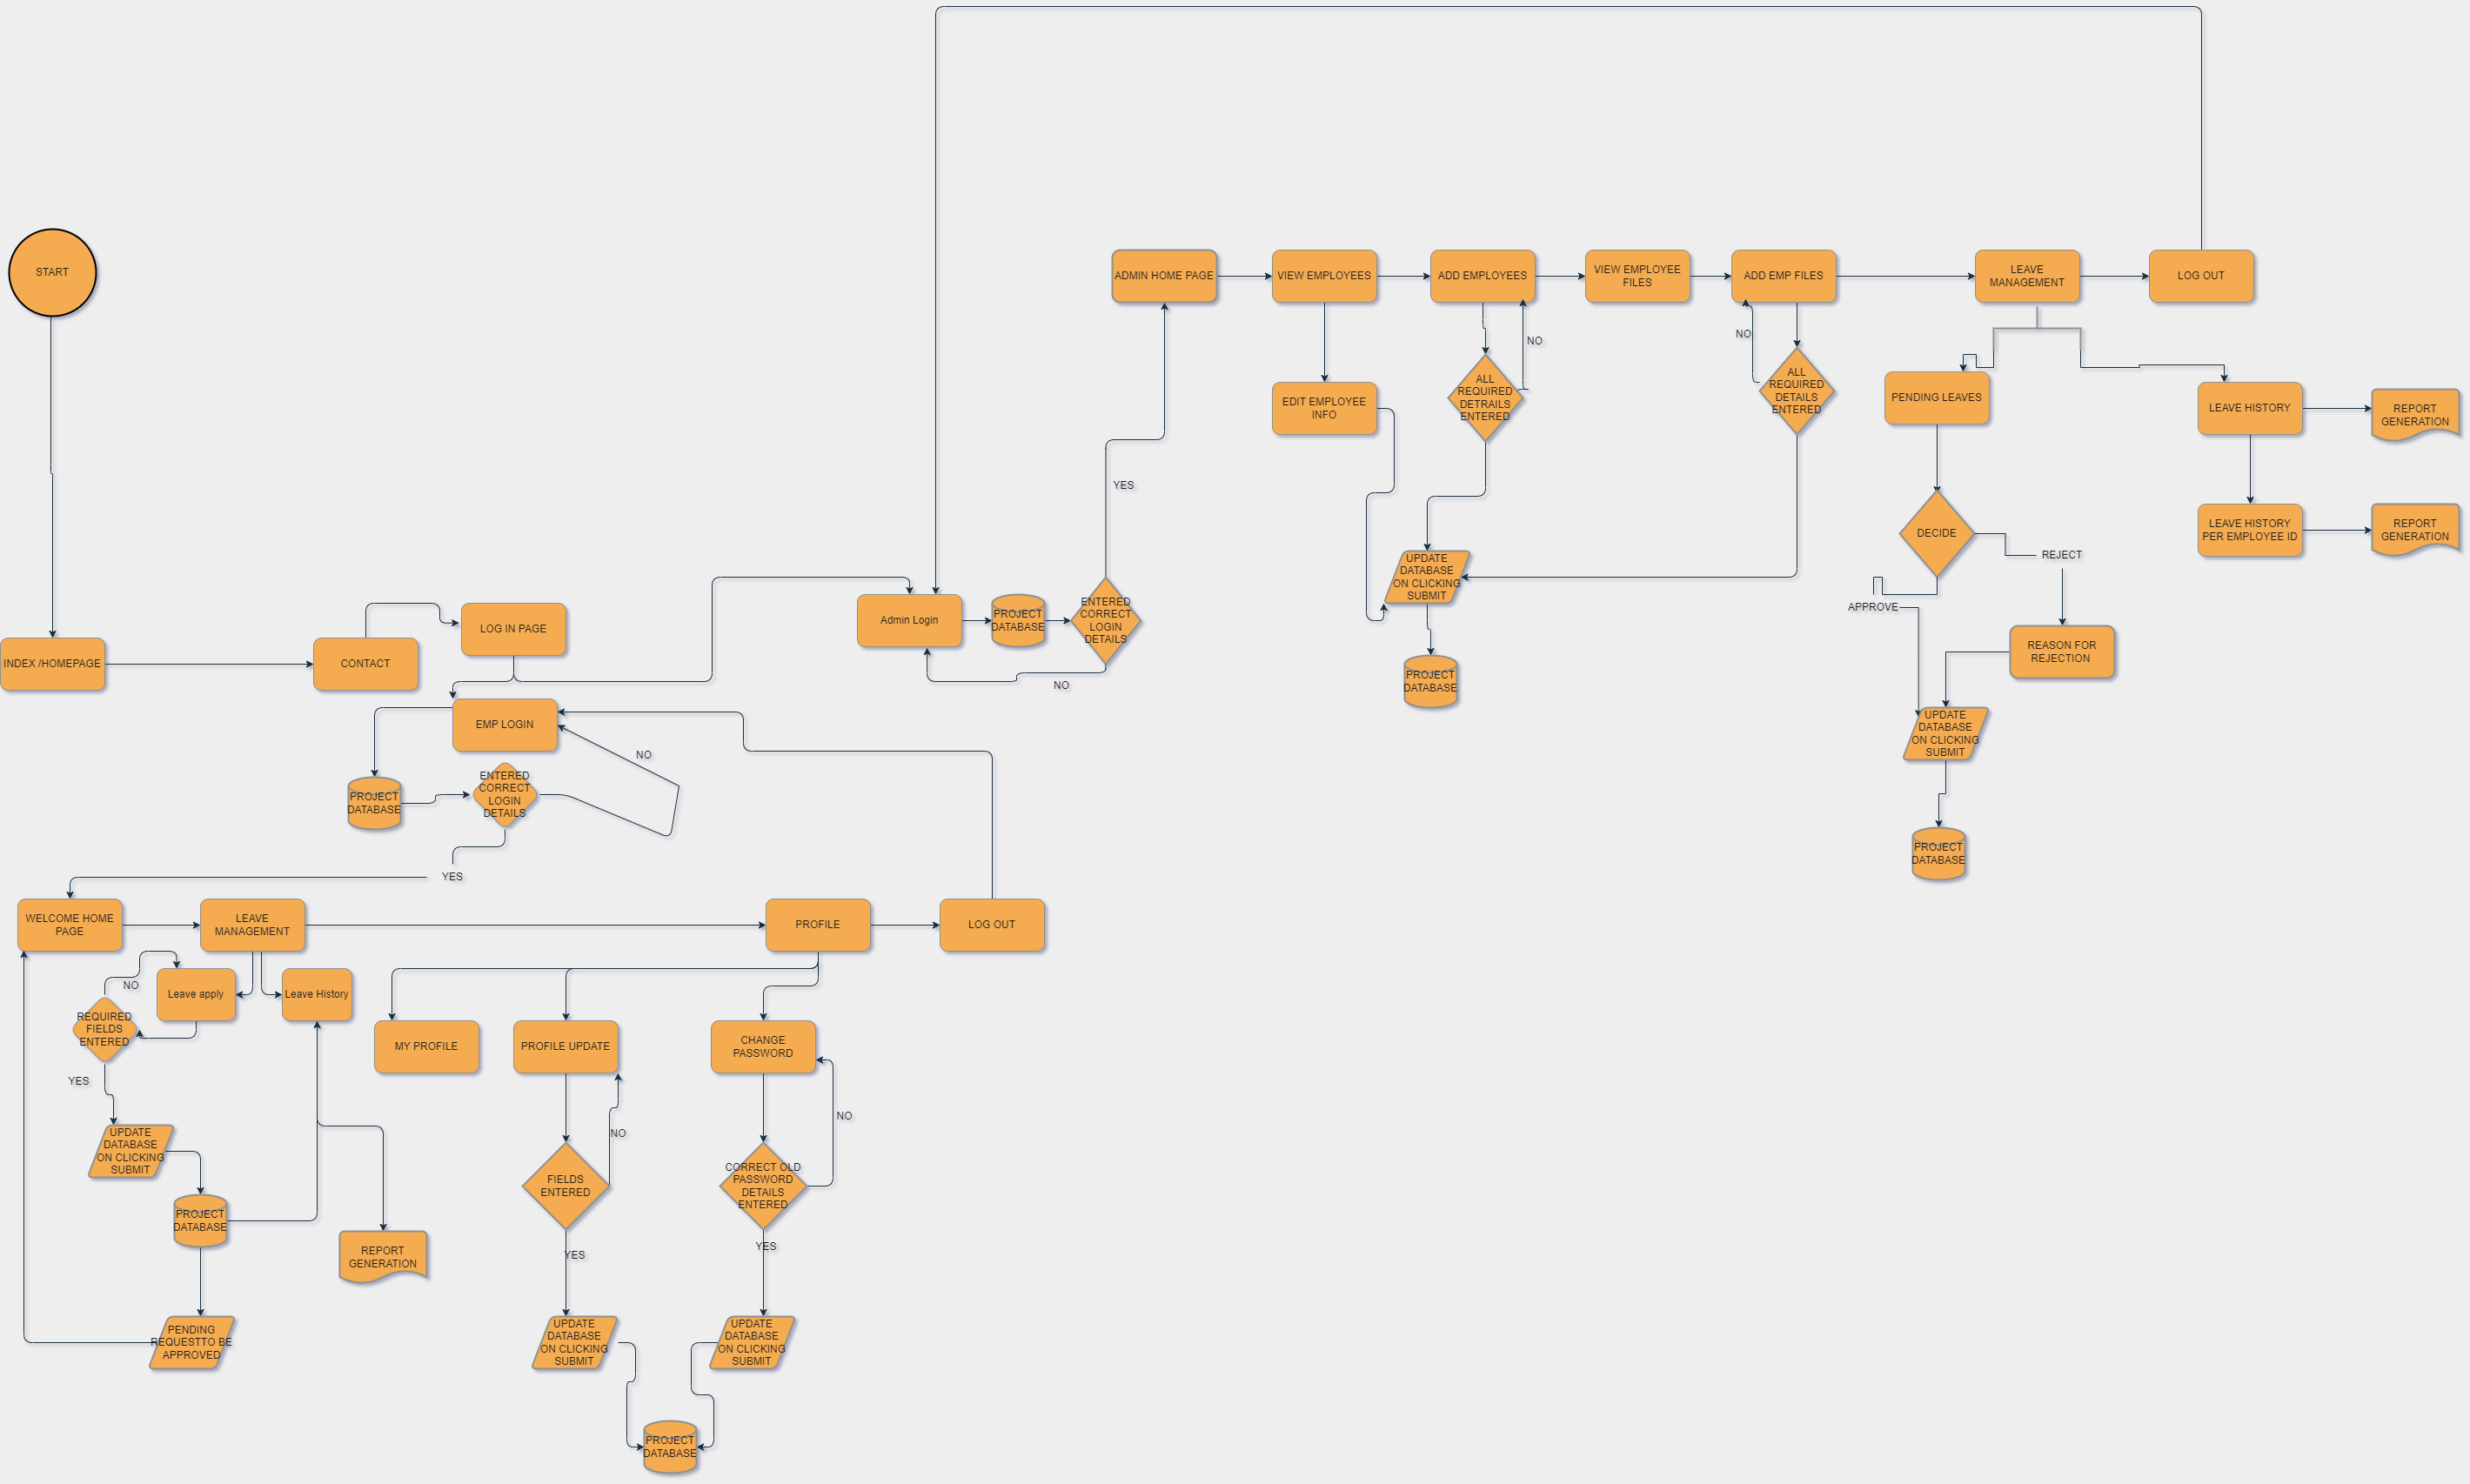 START
ADMIN HOME PAGE
VIEW EMPLOYEES
ADD EMPLOYEES
VIEW EMPLOYEE
FILES
ADD EMP FILES
LEAVE
MANAGEMENT
LOG OUT
NO
NO
EDIT EMPLOYEE
INFO
ALL
REQUIRED
DETRAILS
ENTERED
ALL
REQUIRED
DETAILS
ENTERED
PENDING LEAVES
LEAVE HISTORY
REPORT
GENERATION
YES
DECIDE
REJECT
LEAVE HISTORY
PER EMPLOYEE ID
REPORT
GENERATION
UPDATE
DATABASE
ON CLICKING
SUBMIT
APPROVE
INDEX /HOMEPAGE
CONTACT
LOG IN PAGE
Admin Login
PROJECT
DATABASE
ENTERED
CORRECT
LOGIN
DETAILS
NO
PROJECT
DATABASE
REASON FOR
REJECTION
EMP LOGIN
NO
UPDATE
DATABASE
ON CLICKING
SUBMIT
PROJECT
DATABASE
ENTERED
CORRECT
LOGIN
DETAILS
PROJECT
DATABASE
YES
WELCOME HOME
PAGE
LEAVE
MANAGEMENT
PROFILE
LOG OUT
NO
Leave apply
Leave History
REQUIRED
FIELDS
ENTERED
MY PROFILE
PROFILE UPDATE
CHANGE
PASSWORD
YES
NO
NO
UPDATE
DATABASE
ON CLICKING
SUBMIT
FIELDS
ENTERED
CORRECT OLD
PASSWORD
DETAILS
ENTERED
PROJECT
DATABASE
REPORT
GENERATION
YES
YES
PENDING
REQUESTTO BE
APPROVED
UPDATE
DATABASE
ON CLICKING
SUBMIT
UPDATE
DATABASE
ON CLICKING
SUBMIT
PROJECT
DATABASE